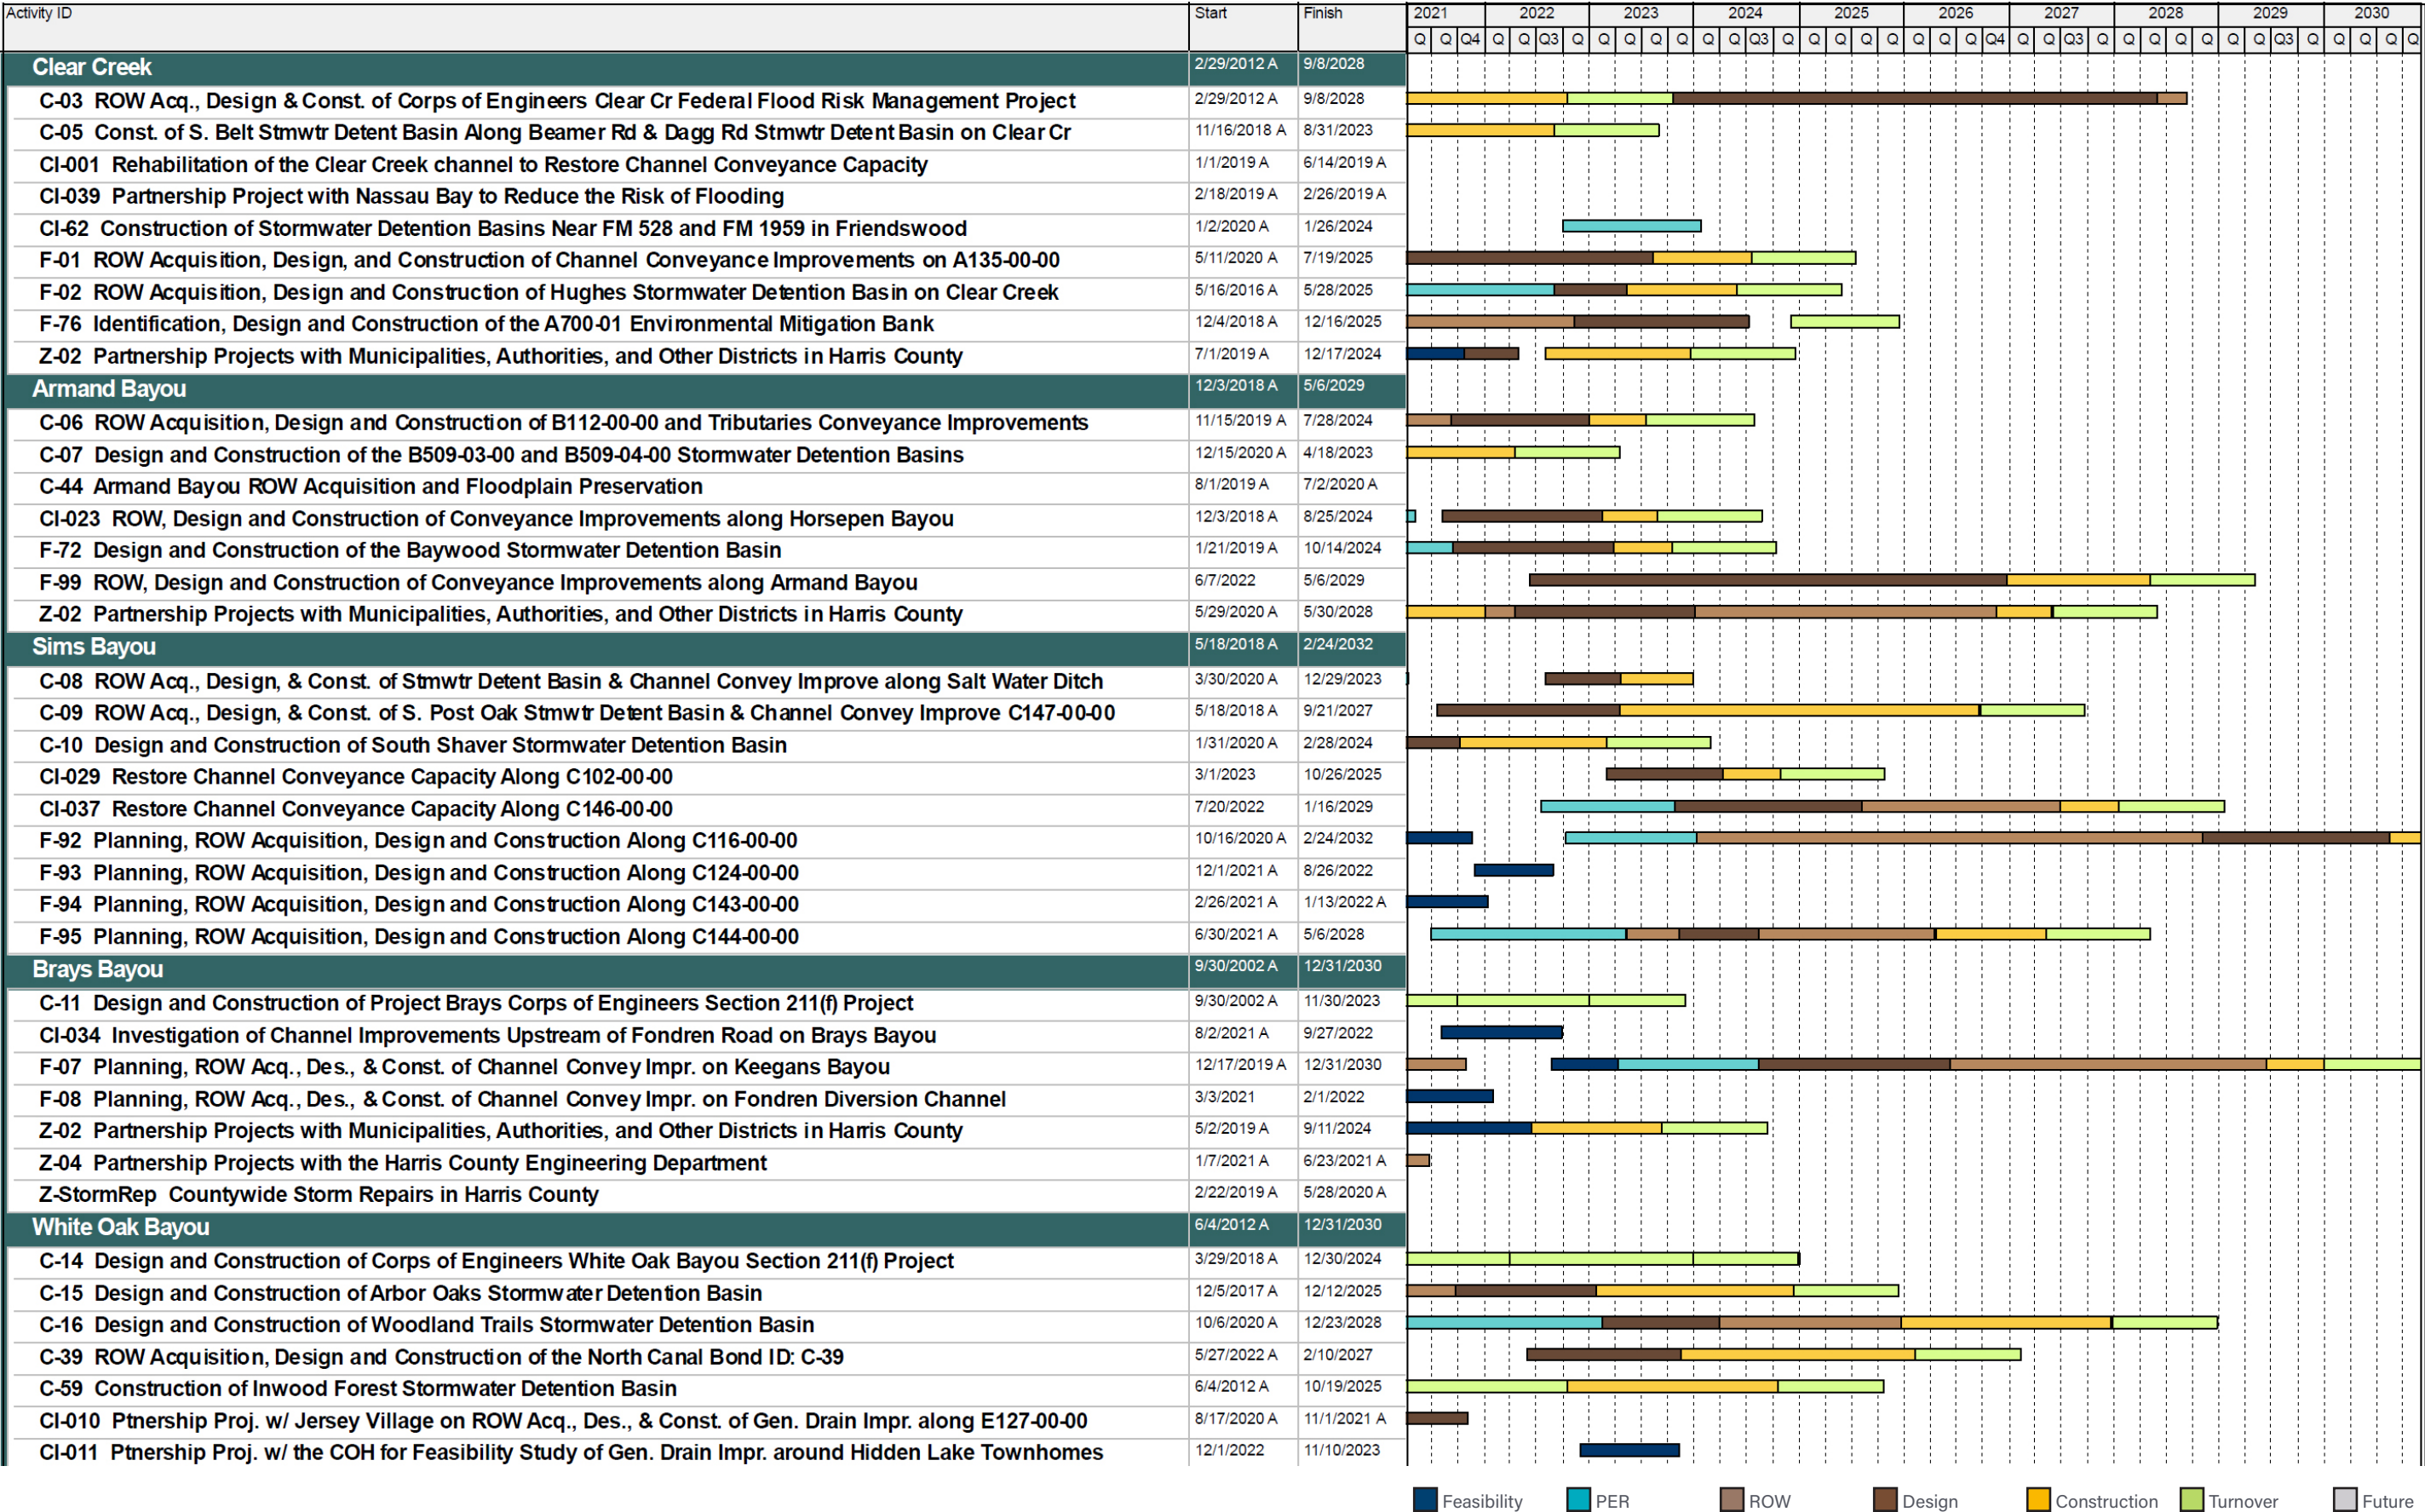 Activity ID Start Finish 2021 2022 2023 2024 2025 2026 2027 2028 2029 2030
Q Q Q4 Q Q Q3 Q Q Q Q Q Q Q Q3 Q Q Q Q Q Q Q Q Q4 Q Q Q3 Q Q Q Q Q Q Q Q3 Q Q Q Q Q
Clear Creek 2/29/2012 A 9/8/2028
C-03 ROW Acq., Design & Const. of Corps of Engineers Clear Cr Federal Flood Risk Management Project 2/29/2012 A 9/8/2028
C-05 Const. of S. Belt Stmwtr Detent Basin Along Beamer Rd & Dagg Rd Stmwtr Detent Basin on Clear Cr 11/16/2018 A 8/31/2023
CI-001 Rehabilitation of the Clear Creek channel to Restore Channel Conveyance Capacity 1/1/2019 A 6/14/2019 A
CI-039 Partnership Project with Nassau Bay to Reduce the Risk of Flooding 2/18/2019 A 2/26/2019 A
CI-62 Construction of Stormwater Detention Basins Near FM 528 and FM 1959 in Friendswood 1/2/2020 A 1/26/2024
F-01 ROW Acquisition, Design, and Construction of Channel Conveyance Improvements on A135-00-00 5/11/2020 A 7/19/2025
F-02 ROW Acquisition, Design and Construction of Hughes Stormwater Detention Basin on Clear Creek 5/16/2016 A 5/28/2025
F-76 Identification, Design and Construction of the A700-01 Environmental Mitigation Bank 12/4/2018 A 12/16/2025
Z-02 Partnership Projects with Municipalities, Authorities, and Other Districts in Harris County 7/1/2019 A 12/17/2024
Armand Bayou 12/3/2018 A 5/6/2029
C-06 ROW Acquisition, Design and Construction of B112-00-00 and Tributaries Conveyance Improvements 11/15/2019 A 7/28/2024
C-07 Design and Construction of the B509-03-00 and B509-04-00 Stormwater Detention Basins 12/15/2020 A 4/18/2023
C-44 Armand Bayou ROW Acquisition and Floodplain Preservation 8/1/2019 A 7/2/2020 A
CI-023 ROW, Design and Construction of Conveyance Improvements along Horsepen Bayou 12/3/2018 A 8/25/2024
F-72 Design and Construction of the Baywood Stormwater Detention Basin 1/21/2019 A 10/14/2024
F-99 ROW, Design and Construction of Conveyance Improvements along Armand Bayou 6/7/2022 5/6/2029
Z-02 Partnership Projects with Municipalities, Authorities, and Other Districts in Harris County 5/29/2020 A 5/30/2028
Sims Bayou 5/18/2018 A 2/24/2032
C-08 ROW Acq., Design, & Const. of Stmwtr Detent Basin & Channel Convey Improve along Salt Water Ditch 3/30/2020 A 12/29/2023
C-09 ROW Acq., Design, & Const. of S. Post Oak Stmwtr Detent Basin & Channel Convey Improve C147-00-00 5/18/2018 A 9/21/2027
C-10 Design and Construction of South Shaver Stormwater Detention Basin 1/31/2020 A 2/28/2024
CI-029 Restore Channel Conveyance Capacity Along C102-00-00 3/1/2023 10/26/2025
CI-037 Restore Channel Conveyance Capacity Along C146-00-00 7/20/2022 1/16/2029
F-92 Planning, ROW Acquisition, Design and Construction Along C116-00-00 10/16/2020 A 2/24/2032
F-93 Planning, ROW Acquisition, Design and Construction Along C124-00-00 12/1/2021 A 8/26/2022
F-94 Planning, ROW Acquisition, Design and Construction Along C143-00-00 2/26/2021 A 1/13/2022 A
F-95 Planning, ROW Acquisition, Design and Construction Along C144-00-00 6/30/2021 A 5/6/2028
Brays Bayou 9/30/2002 A 12/31/2030
C-11 Design and Construction of Project Brays Corps of Engineers Section 211(f) Project 9/30/2002 A 11/30/2023
CI-034 Investigation of Channel Improvements Upstream of Fondren Road on Brays Bayou 8/2/2021 A 9/27/2022
F-07 Planning, ROW Acq., Des., & Const. of Channel Convey Impr. on Keegans Bayou 12/17/2019 A 12/31/2030
F-08 Planning, ROW Acq., Des., & Const. of Channel Convey Impr. on Fondren Diversion Channel 3/3/2021 2/1/2022
Z-02 Partnership Projects with Municipalities, Authorities, and Other Districts in Harris County 5/2/2019 A 9/11/2024
Z-04 Partnership Projects with the Harris County Engineering Department 1/7/2021 A 6/23/2021 A
Z-StormRep Countywide Storm Repairs in Harris County 2/22/2019 A 5/28/2020 A
White Oak Bayou 6/4/2012 A 12/31/2030
C-14 Design and Construction of Corps of Engineers White Oak Bayou Section 211(f) Project 3/29/2018 A 12/30/2024
C-15 Design and Construction of Arbor Oaks Stormwater Detention Basin 12/5/2017 A 12/12/2025
C-16 Design and Construction of Woodland Trails Stormwater Detention Basin 10/6/2020 A 12/23/2028
C-39 ROW Acquisition, Design and Construction of the North Canal Bond ID: C-39 5/27/2022 A 2/10/2027
C-59 Construction of Inwood Forest Stormwater Detention Basin 6/4/2012 A 10/19/2025
CI-010 Ptnership Proj. w/ Jersey Village on ROW Acq., Des., & Const. of Gen. Drain Impr. along E127-00-00 8/17/2020 A 11/1/2021 A
CI-011 Ptnership Proj. w/ the COH for Feasibility Study of Gen. Drain Impr. around Hidden Lake Townhomes 12/1/2022 11/10/2023
Feasibility PER ROW Design Construction Turnover Future